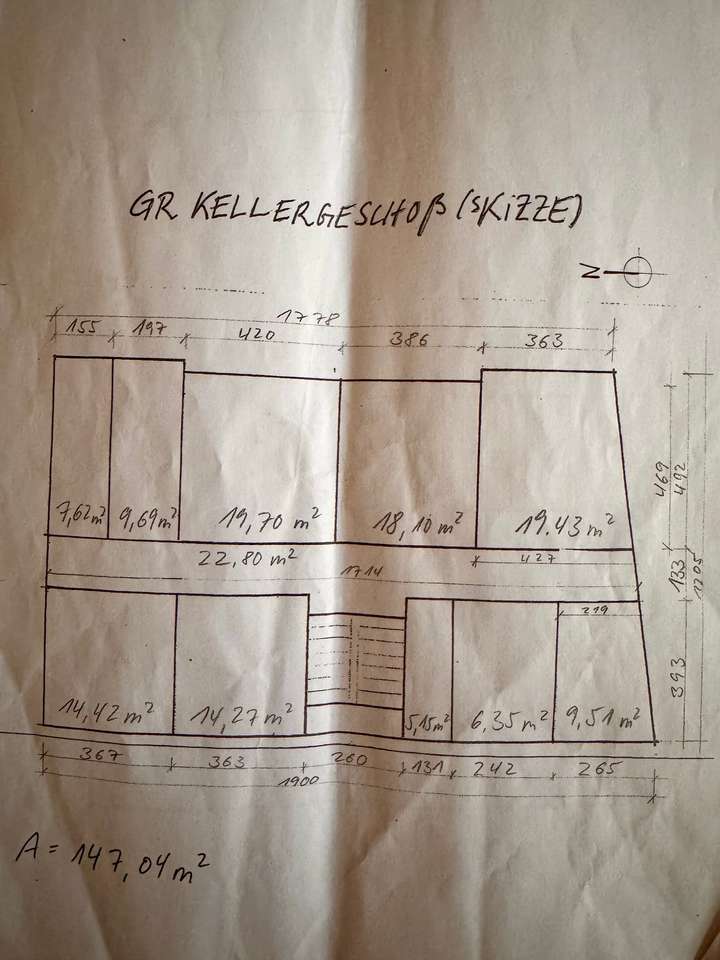 GR KELLERGESCHOß (SKiZZE)
N
1778
155 197 420 386 363
7,62m² 9,69m² 19,70 m² 18,10 m² 19.43 m²
469
492
22,80 m² 427
1714
133
1205
219
14,42 m² 14,27 m² 5,15m² 6,35 m² 9,51 m²
393
367 363 260 131 242 265
1900
A = 147,04 m²